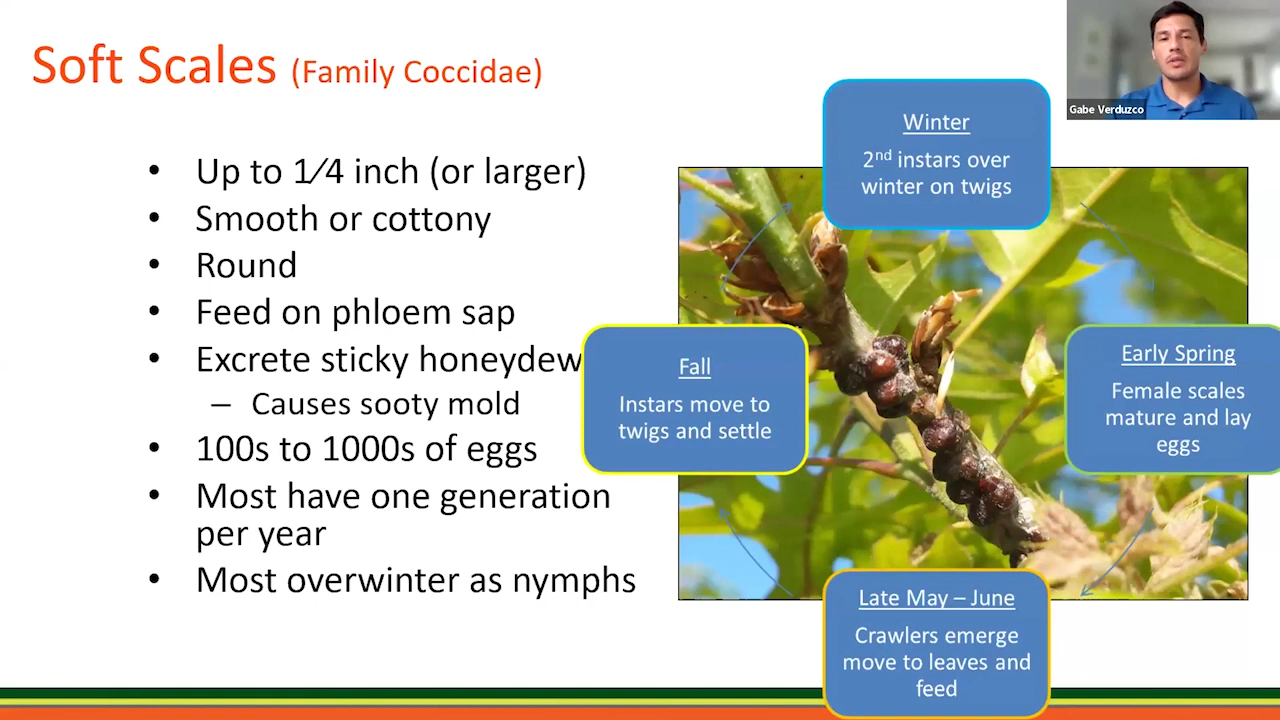 Soft Scales (Family Coccidae)
Gabe Verduzco
• Up to 1⁄4 inch (or larger)
• Smooth or cottony
• Round
• Feed on phloem sap
• Excrete sticky honeydew
– Causes sooty mold
• 100s to 1000s of eggs
• Most have one generation
per year
• Most overwinter as nymphs
Winter
2nd instars over
winter on twigs
Early Spring
Female scales
mature and lay
eggs
Late May – June
Crawlers emerge
move to leaves and
feed
Fall
Instars move to
twigs and settle